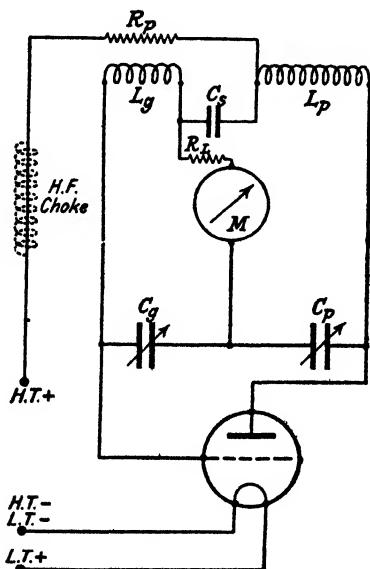 Rp
Lg
Cs
Lp
H.F.
Choke
RL
M
Cg
Cp
H.T.+
H.T.-
L.T.-
L.T.+